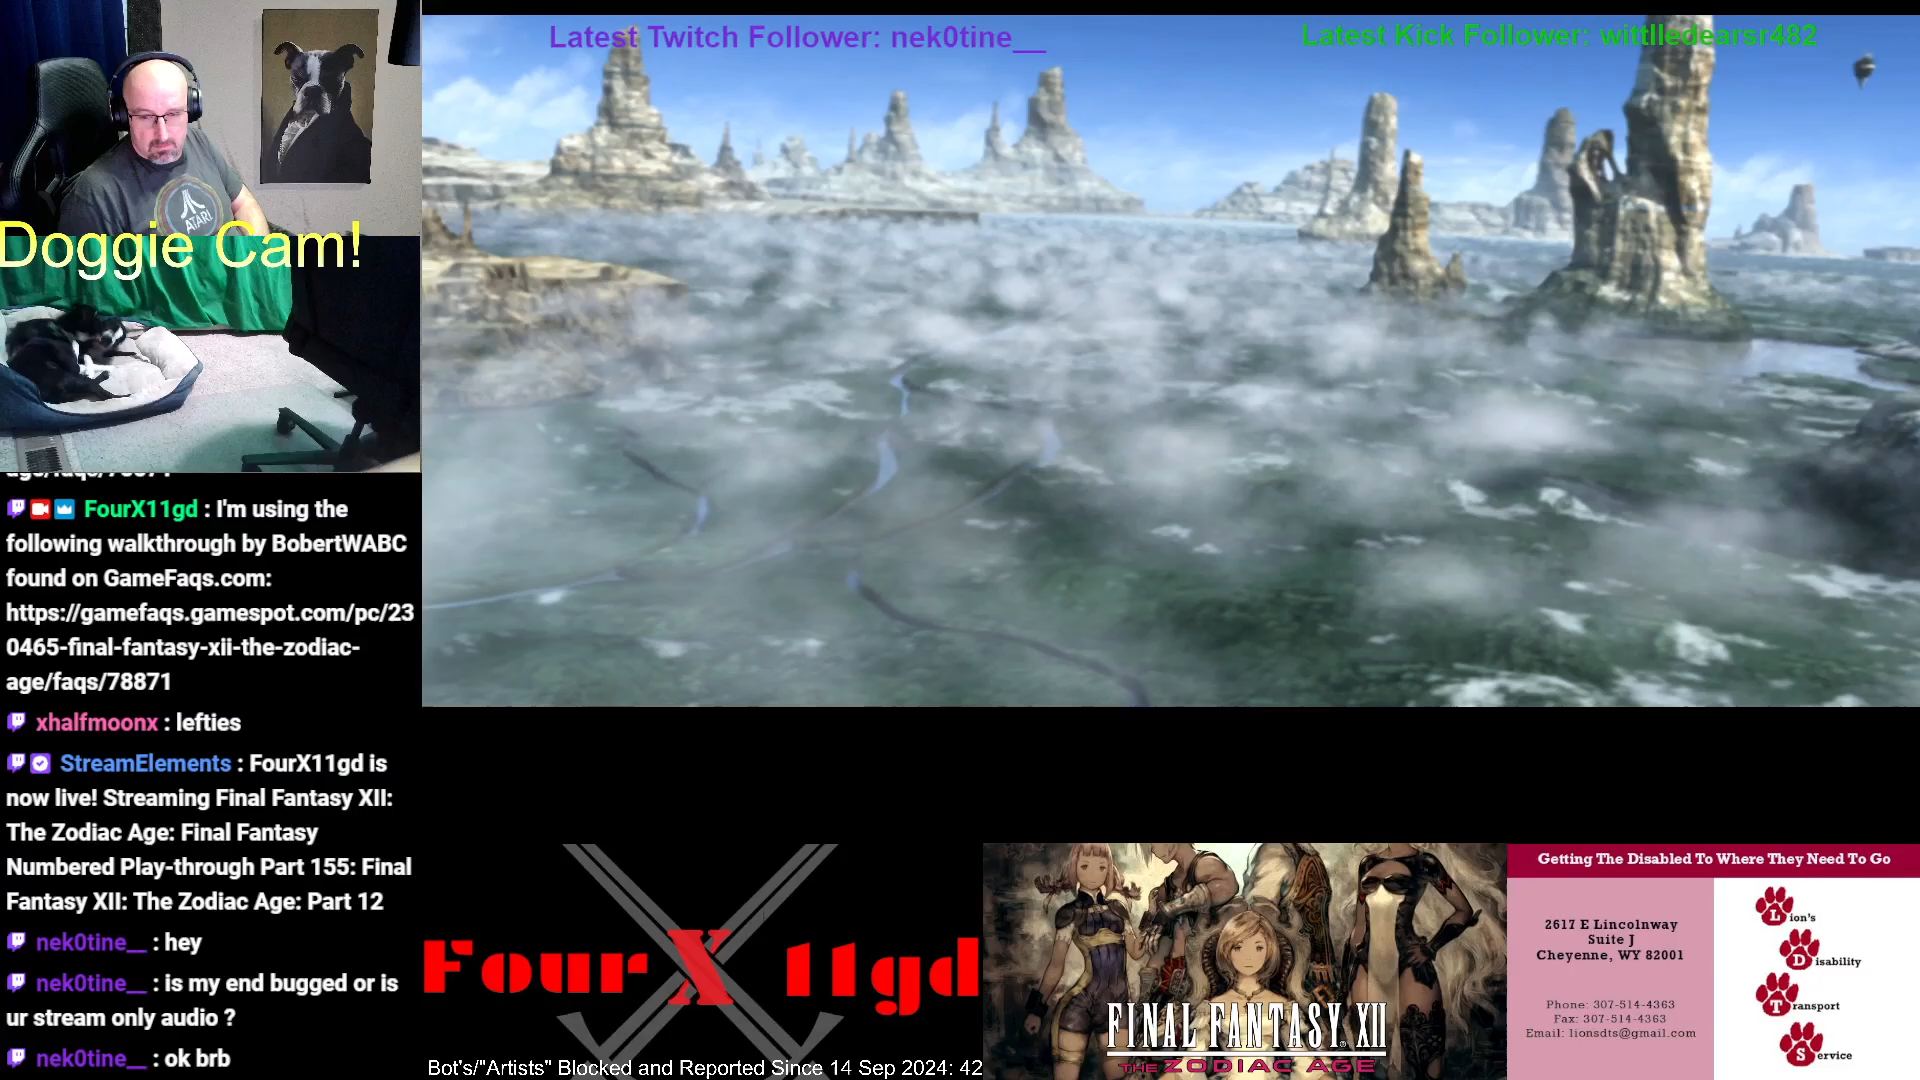 Latest Twitch Follower: nek0tine__
Latest Kick Follower: wittlledearsr482
ATARI
Doggie Cam!
FourX11gd : I'm using the
following walkthrough by BobertWABC
found on GameFaqs.com:
https://gamefaqs.gamespot.com/pc/23
0465-final-fantasy-xii-the-zodiac-
age/faqs/78871
xhalfmoonx : lefties
StreamElements : FourX11gd is
now live! Streaming Final Fantasy XII:
The Zodiac Age: Final Fantasy
Numbered Play-through Part 155: Final
Fantasy XII: The Zodiac Age: Part 12
nek0tine__ : hey
nek0tine__ : is my end bugged or is
ur stream only audio ?
nek0tine__ : ok brb
FourX11gd
Bot's/"Artists" Blocked and Reported Since 14 Sep 2024: 42
FINAL FANTASY XII
THE ZODIAC AGE
Getting The Disabled To Where They Need To Go
2617 E Lincolnway
Suite J
Cheyenne, WY 82001
Phone: 307-514-4363
Fax: 307-514-4363
Email: lionsdts@gmail.com
Lion's
Disability
Transport
Service